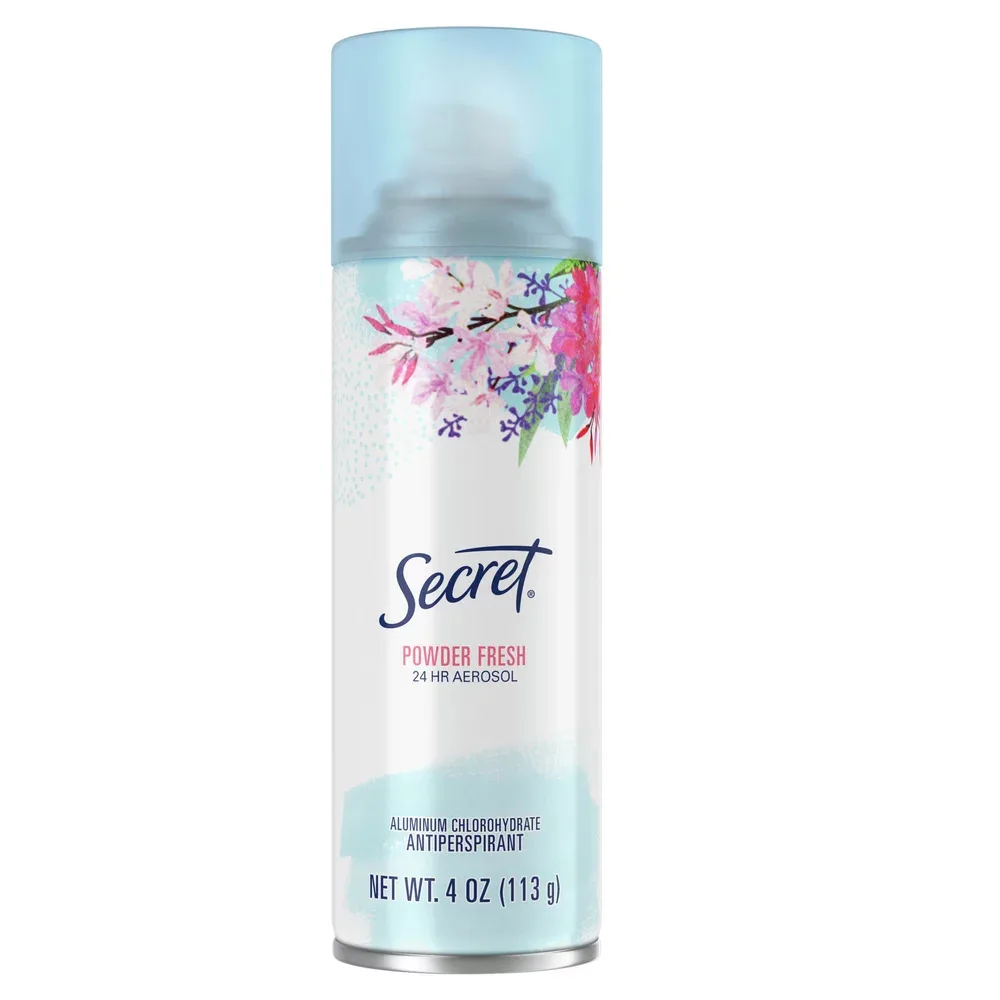 Secret®
POWDER FRESH
24 HR AEROSOL
ALUMINUM CHLOROHYDRATE
ANTIPERSPIRANT
NET WT. 4 OZ (113 g)